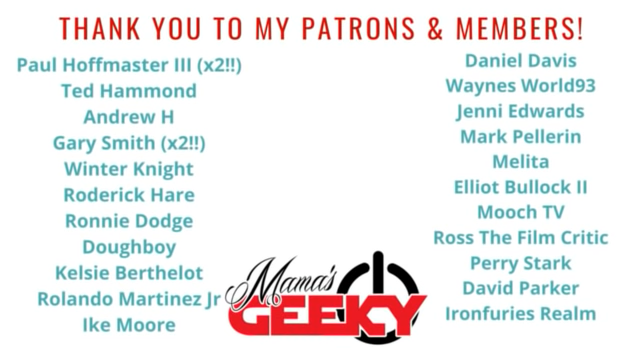 THANK YOU TO MY PATRONS & MEMBERS!
Paul Hoffmaster III (x2!!)
Ted Hammond
Andrew H
Gary Smith (x2!!)
Winter Knight
Roderick Hare
Ronnie Dodge
Doughboy
Kelsie Berthelot
Rolando Martinez Jr
Ike Moore
Daniel Davis
Waynes World93
Jenni Edwards
Mark Pellerin
Melita
Elliot Bullock II
Mooch TV
Ross The Film Critic
Perry Stark
David Parker
Ironfuries Realm
Mama's
GEEKY